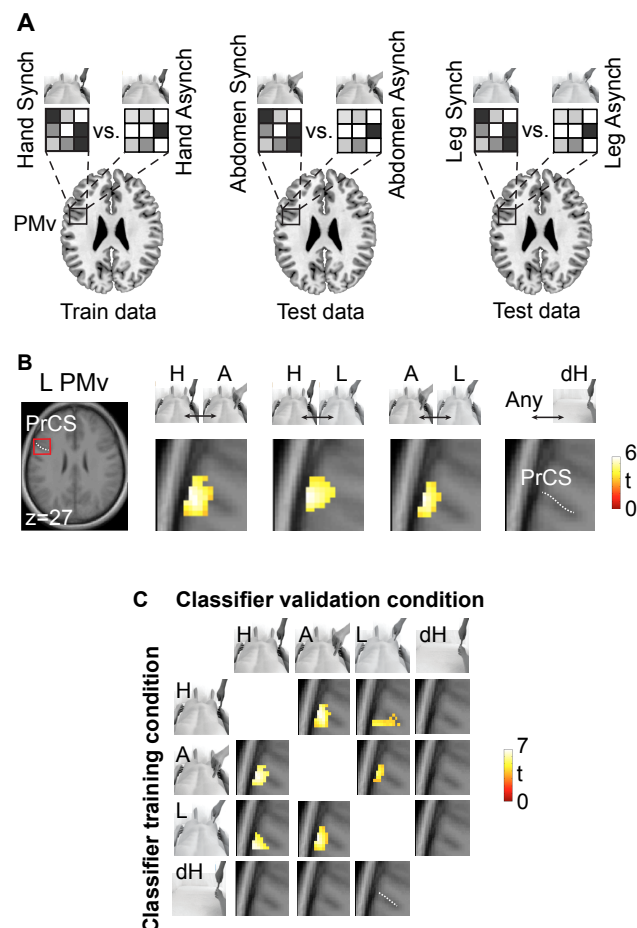 A
Hand Synch
vs.
Hand Asynch
Abdomen Synch
vs.
Abdomen Asynch
Leg Synch
vs.
Leg Asynch
PMv
Train data
Test data
Test data
B
L PMv
PrCS
z=27
H A
H L
A L
Any dH
PrCS
6
t
0
C Classifier validation condition
H A L dH
Classifier training condition
H
A
L
dH
7
t
0